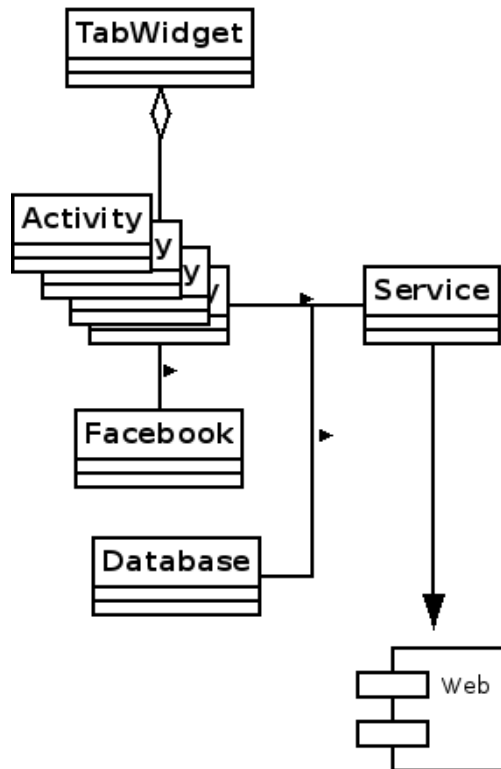 TabWidget
Activity
y
y
y
Service
Facebook
Database
Web